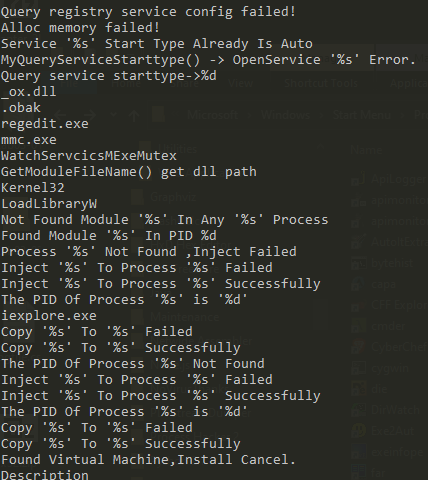 Query registry service config failed!
Alloc memory failed!
Service '%s' Start Type Already Is Auto
MyQueryServiceStarttype() -> OpenService '%s' Error.
Query service starttype->%d
_ox.dll
.obak
regedit.exe
mmc.exe
WatchServcicsMExeMutex
GetModuleFileName() get dll path
Kernel32
LoadLibraryW
Not Found Module '%s' In Any '%s' Process
Found Module '%s' In PID %d
Process '%s' Not Found ,Inject Failed
Inject '%s' To Process '%s' Failed
Inject '%s' To Process '%s' Successfully
The PID Of Process '%s' is '%d'
iexplore.exe
Copy '%s' To '%s' Failed
Copy '%s' To '%s' Successfully
The PID Of Process '%s' Not Found
Inject '%s' To Process '%s' Failed
Inject '%s' To Process '%s' Successfully
The PID Of Process '%s' is '%d'
Copy '%s' To '%s' Failed
Copy '%s' To '%s' Successfully
Found Virtual Machine,Install Cancel.
Description